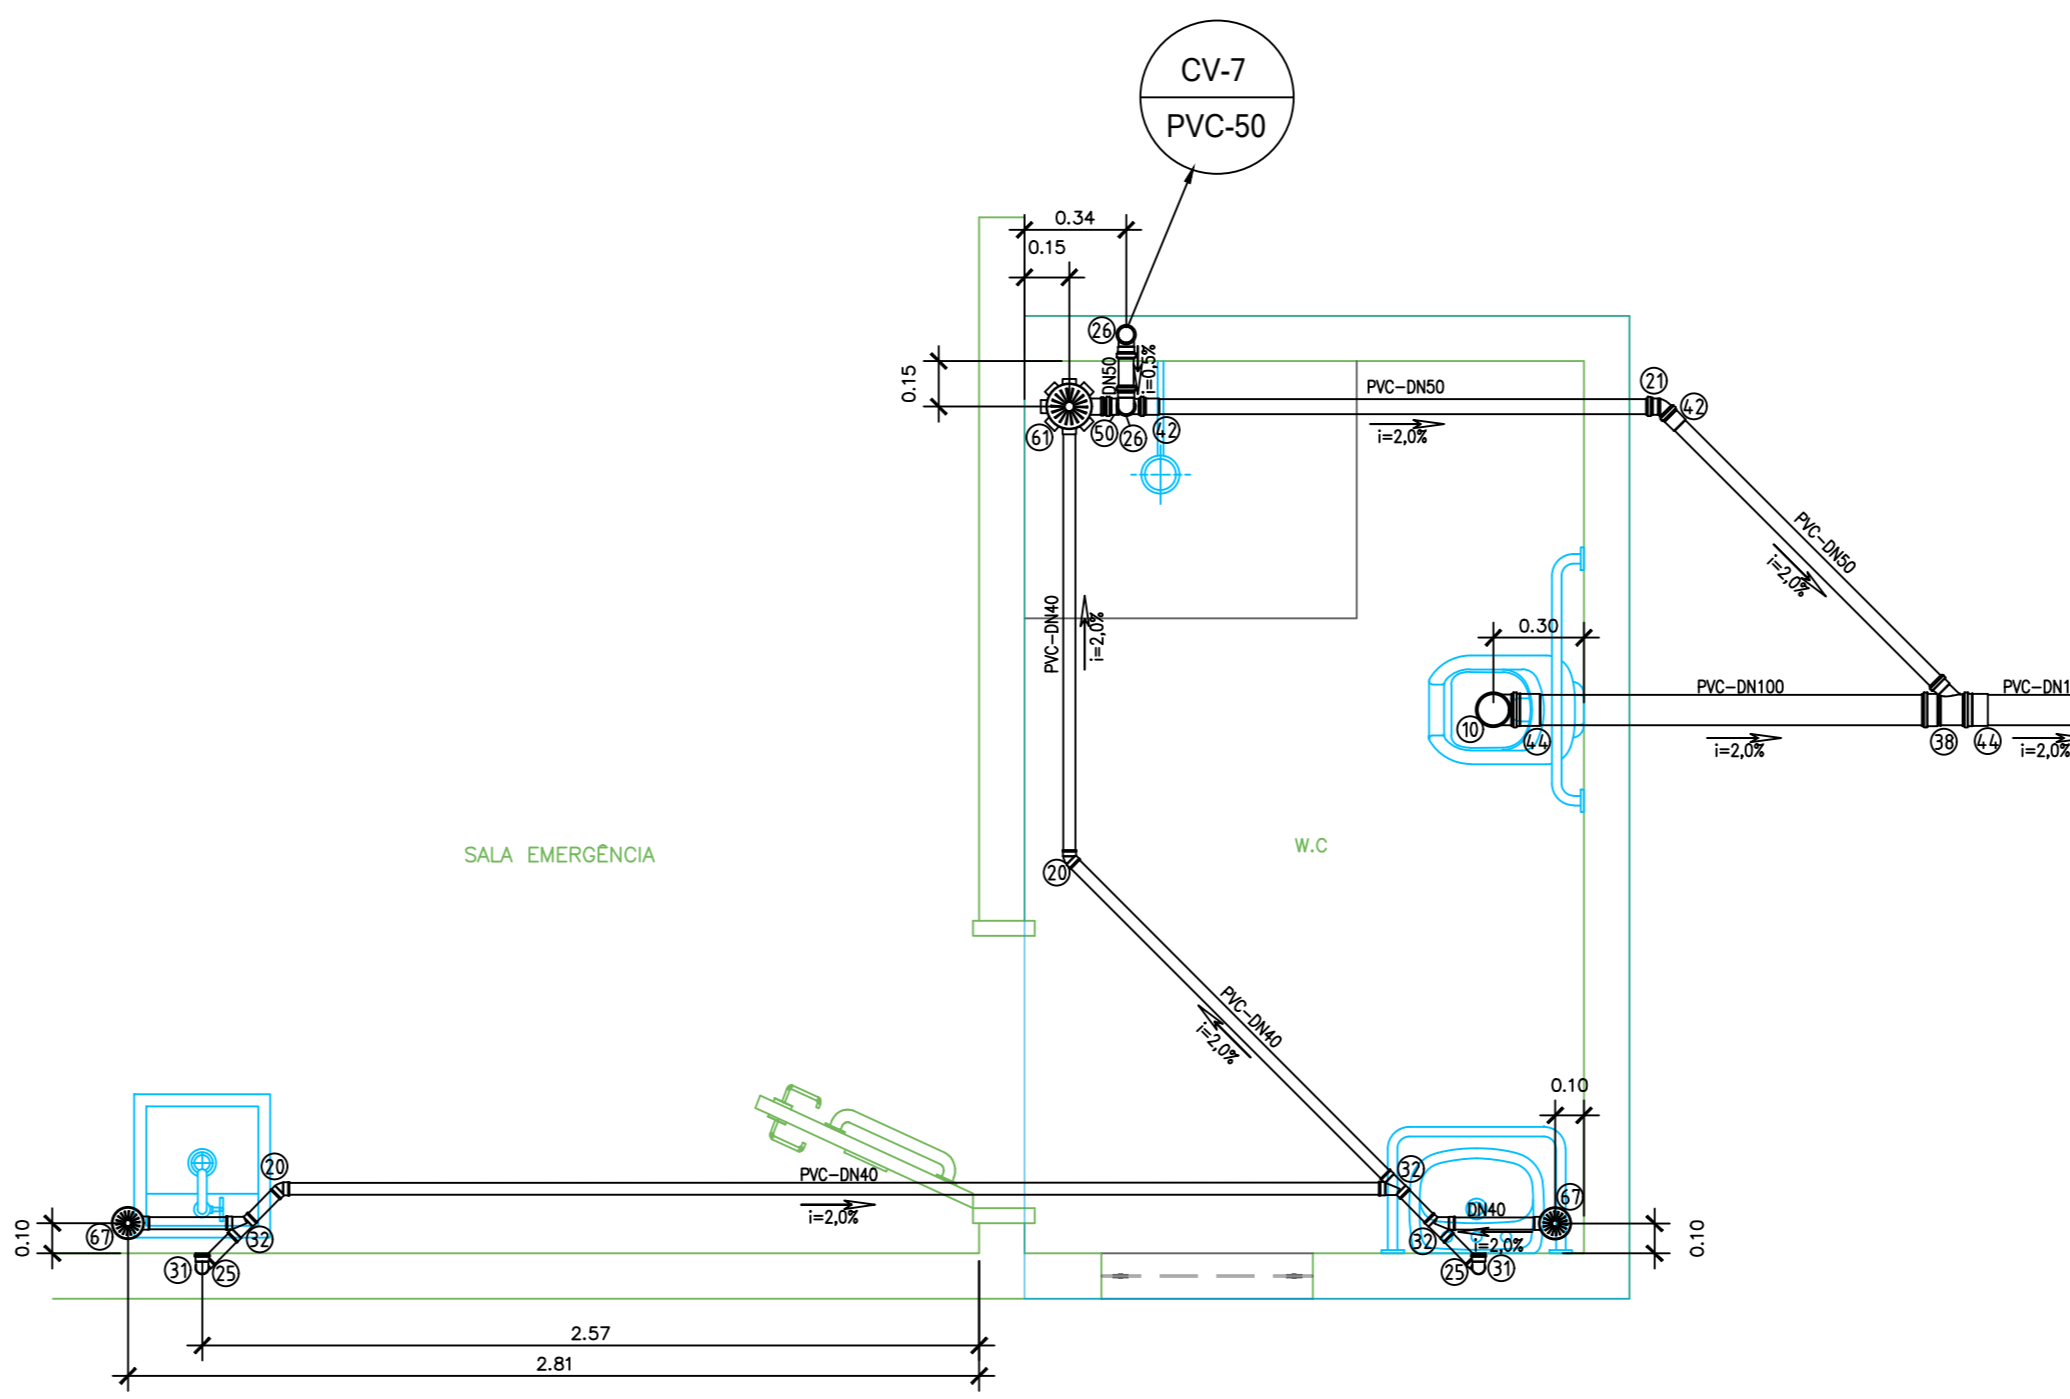 CV-7
PVC-50
0.34
0.15
26
DN50
i=0,5%
0.15
PVC-DN50
i=2,0%
21
42
61
50
26
42
PVC-DN50
i=2,0%
PVC-DN40
i=2,0%
0.30
PVC-DN100
PVC-DN1
10
44
i=2,0%
38
44
i=2,0%
SALA EMERGÊNCIA
W.C
20
PVC-DN40
i=2,0%
0.10
20
PVC-DN40
i=2,0%
32
67
DN40
i=2,0%
0.10
67
32
32
0.10
31
25
25
31
2.57
2.81